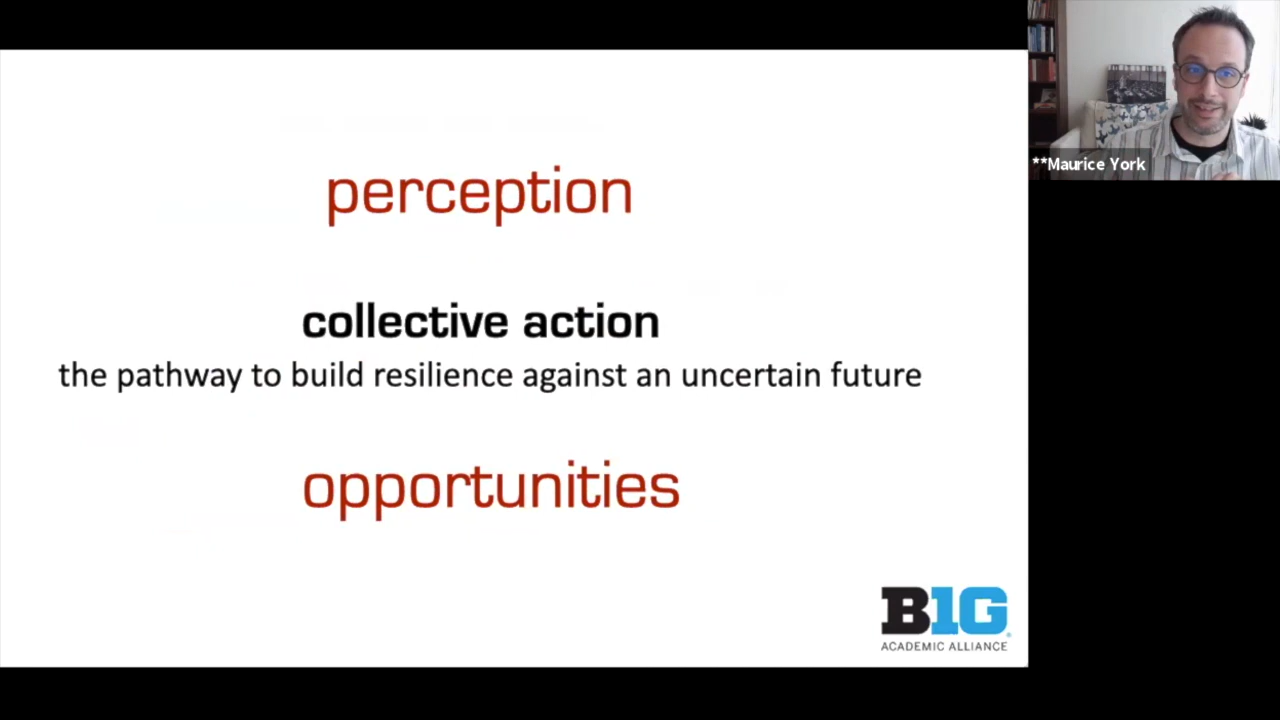 perception
collective action
the pathway to build resilience against an uncertain future
opportunities
B1G
ACADEMIC ALLIANCE
**Maurice York